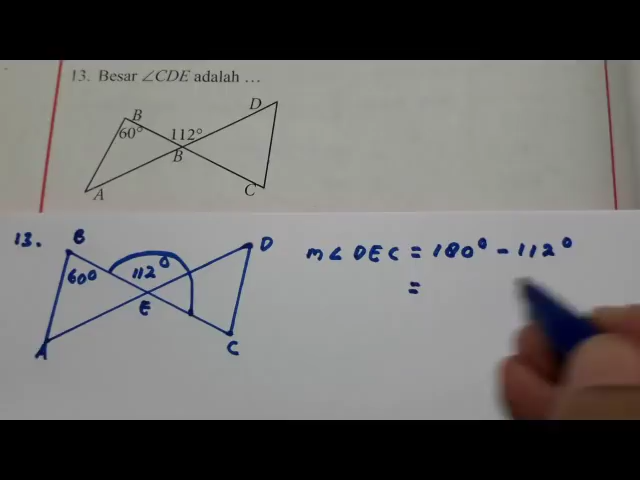 13. Besar ∠CDE adalah ...
D
B
60°
112°
B
A
C
13.
B
D
60°
112°
E
A
C
m∠ DEC = 180° - 112°
=